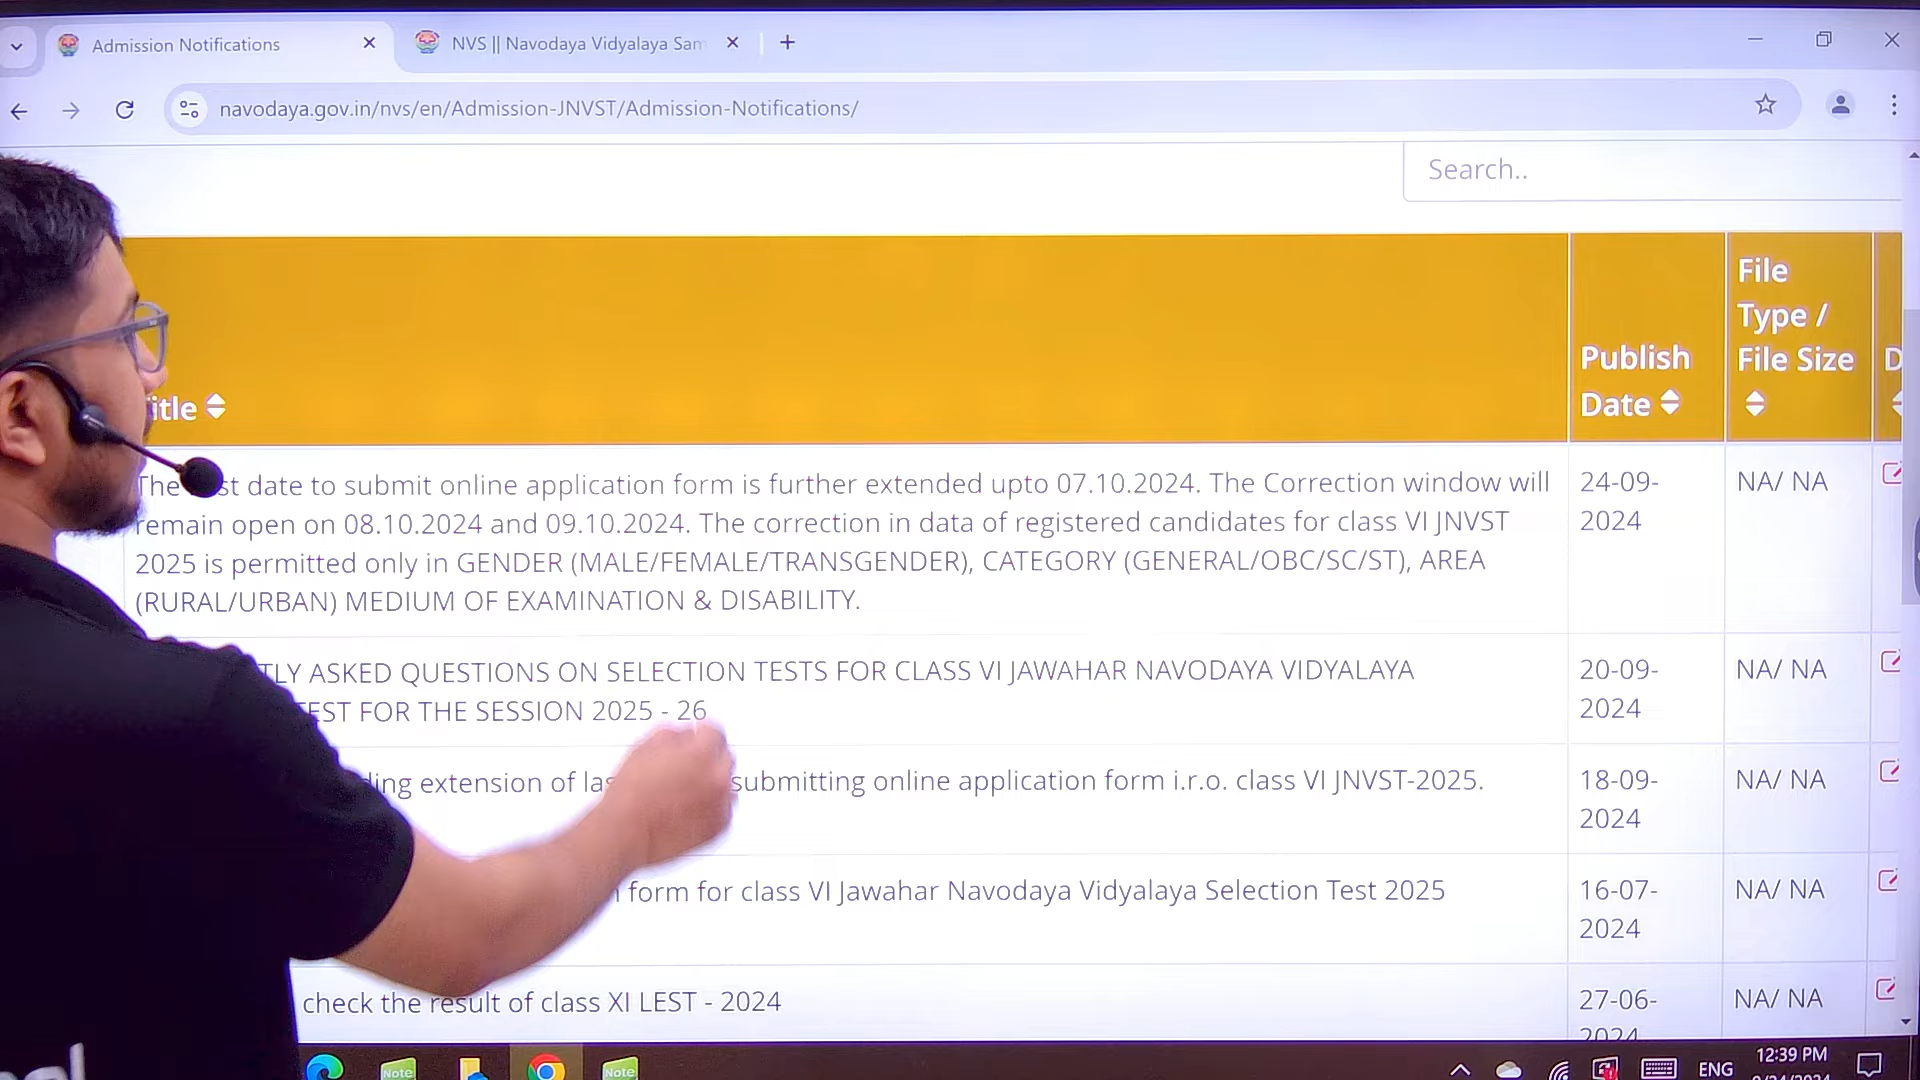 Admission Notifications
NVS || Navodaya Vidyalaya Sam
navodaya.gov.in/nvs/en/Admission-JNVST/Admission-Notifications/
Search..
itle
Publish
Date
File
Type /
File Size
D
The st date to submit online application form is further extended upto 07.10.2024. The Correction window will
remain open on 08.10.2024 and 09.10.2024. The correction in data of registered candidates for class VI JNVST
2025 is permitted only in GENDER (MALE/FEMALE/TRANSGENDER), CATEGORY (GENERAL/OBC/SC/ST), AREA
(RURAL/URBAN) MEDIUM OF EXAMINATION & DISABILITY.
24-09-
2024
NA/ NA
TLY ASKED QUESTIONS ON SELECTION TESTS FOR CLASS VI JAWAHAR NAVODAYA VIDYALAYA
EST FOR THE SESSION 2025 - 26
20-09-
2024
NA/ NA
ding extension of las submitting online application form i.r.o. class VI JNVST-2025.
18-09-
2024
NA/ NA
form for class VI Jawahar Navodaya Vidyalaya Selection Test 2025
16-07-
2024
NA/ NA
check the result of class XI LEST - 2024
27-06-
2024
NA/ NA
Note
Note
ENG
12:39 PM